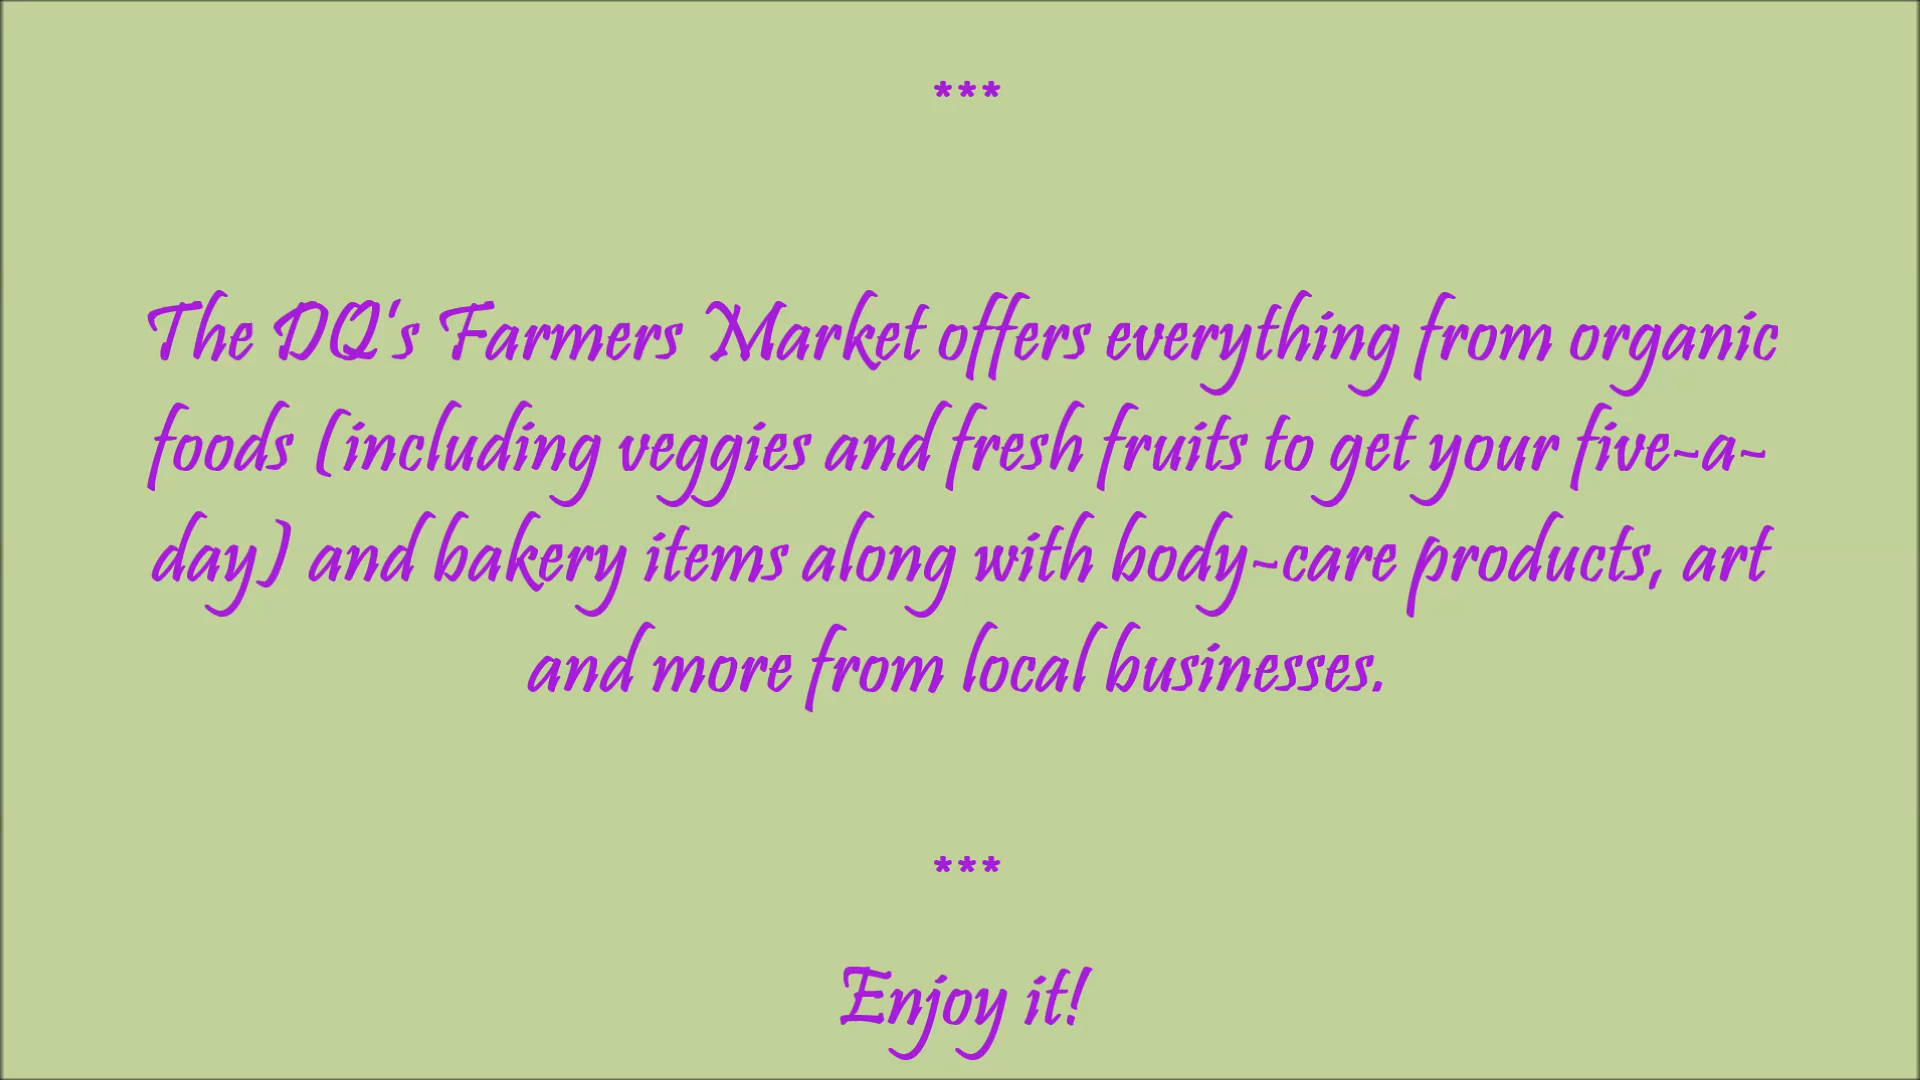 ***
The DQ's Farmers Market offers everything from organic
foods (including veggies and fresh fruits to get your five-a-
day) and bakery items along with body-care products, art
and more from local businesses.
***
Enjoy it!